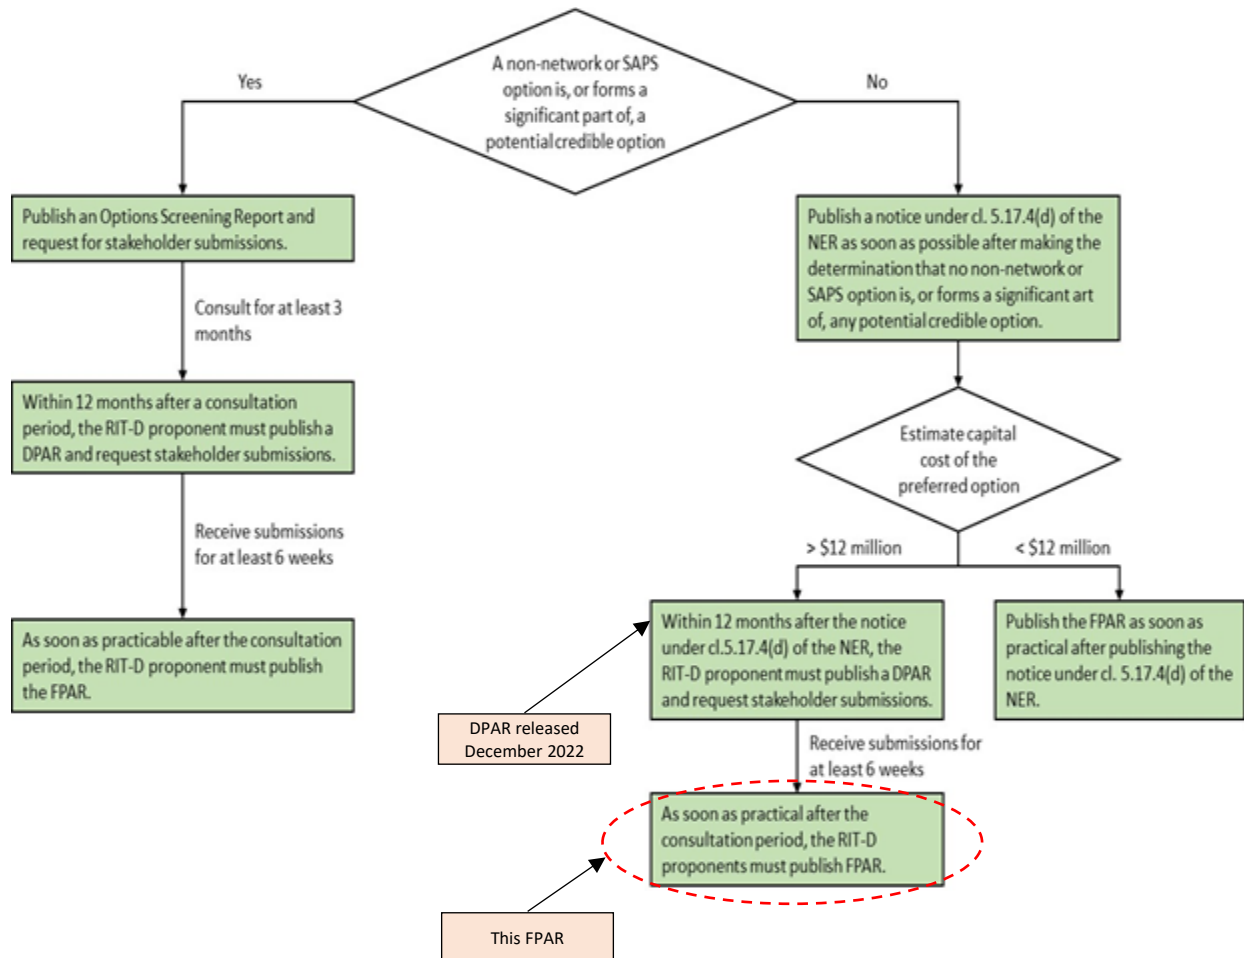 A non-network or SAPS
option is, or forms a
significant part of, a
potential credible option
Yes
No
Publish an Options Screening Report and
request for stakeholder submissions.
Consult for at least 3
months
Within 12 months after a consultation
period, the RIT-D proponent must publish a
DPAR and request stakeholder submissions.
Receive submissions
for at least 6 weeks
As soon as practicable after the consultation
period, the RIT-D proponent must publish
the FPAR.
Publish a notice under cl. 5.17.4(d) of the
NER as soon as possible after making the
determination that no non-network or
SAPS option is, or forms a significant art
of, any potential credible option.
Estimate capital
cost of the
preferred option
> $12 million
< $12 million
Within 12 months after the notice
under cl.5.17.4(d) of the NER, the
RIT-D proponent must publish a DPAR
and request stakeholder submissions.
Publish the FPAR as soon as
practical after publishing the
notice under cl. 5.17.4(d) of the
NER.
DPAR released
December 2022
Receive submissions for
at least 6 weeks
As soon as practical after the
consultation period, the RIT-D
proponents must publish FPAR.
This FPAR